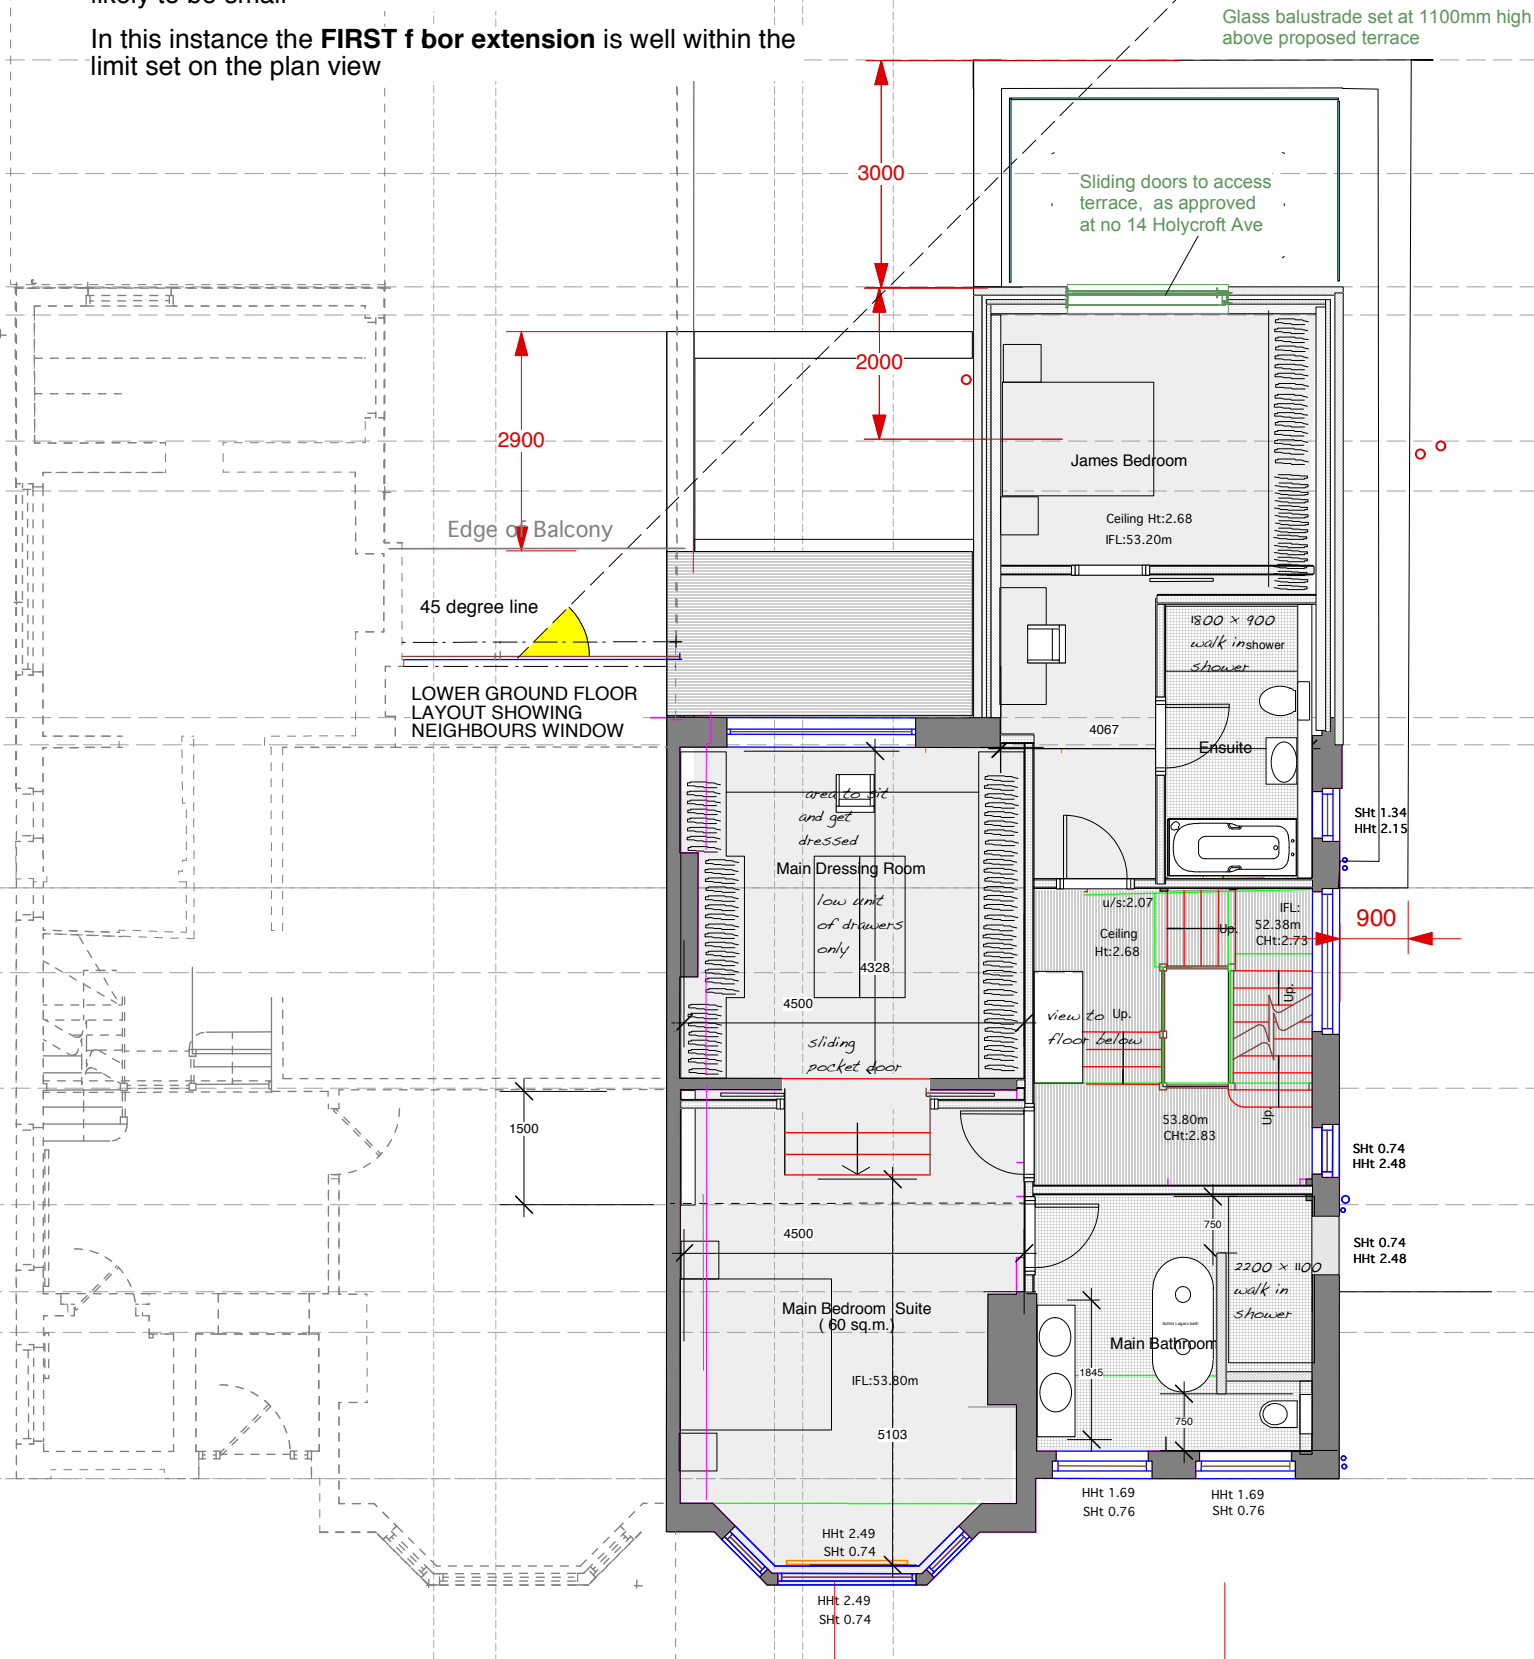 likely to be small
In this instance the FIRST f bor extension is well within the
limit set on the plan view
Glass balustrade set at 1100mm high
above proposed terrace
3000
Sliding doors to access
terrace, as approved
at no 14 Holycroft Ave
2000
2900
James Bedroom
Ceiling Ht:2.68
IFL:53.20m
Edge of Balcony
45 degree line
1800 × 900
walk in shower
shower
LOWER GROUND FLOOR
LAYOUT SHOWING
NEIGHBOURS WINDOW
4067
Ensuite
area to sit
and get
dressed
SHt 1.34
HHt 2.15
Main Dressing Room
low unit
of drawers
only
4328
4500
u/s:2.07
Ceiling
Ht:2.68
Up.
IFL:
52.38m
CHt:2.73
900
Up.
view to
floor below
Up.
sliding
pocket door
1500
53.80m
CHt:2.83
Up.
SHt 0.74
HHt 2.48
750
4500
SHt 0.74
HHt 2.48
2200 × 1100
walk in
shower
Main Bedroom Suite
( 60 sq.m.)
Main Bathroom
1845
IFL:53.80m
750
5103
HHt 1.69
SHt 0.76
HHt 1.69
SHt 0.76
HHt 2.49
SHt 0.74
HHt 2.49
SHt 0.74